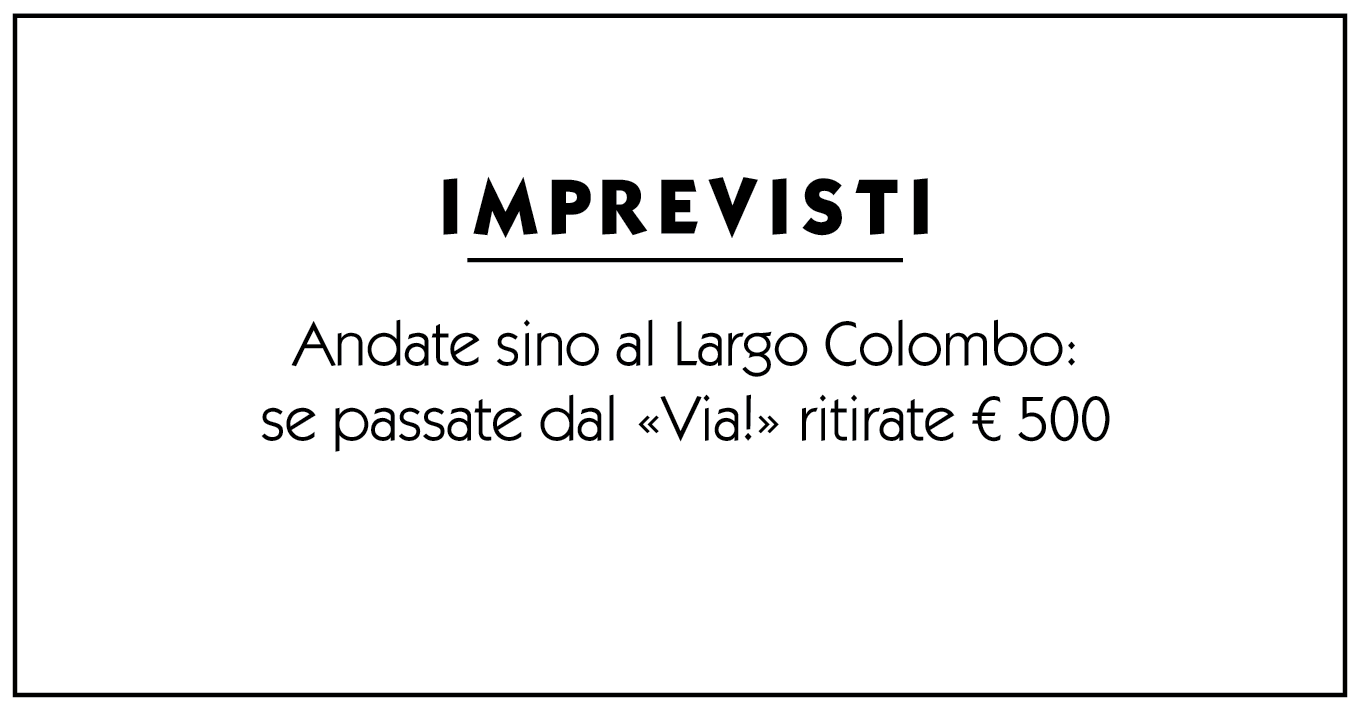 IMPREVISTI
Andate sino al Largo Colombo:
se passate dal «Via!» ritirate € 500